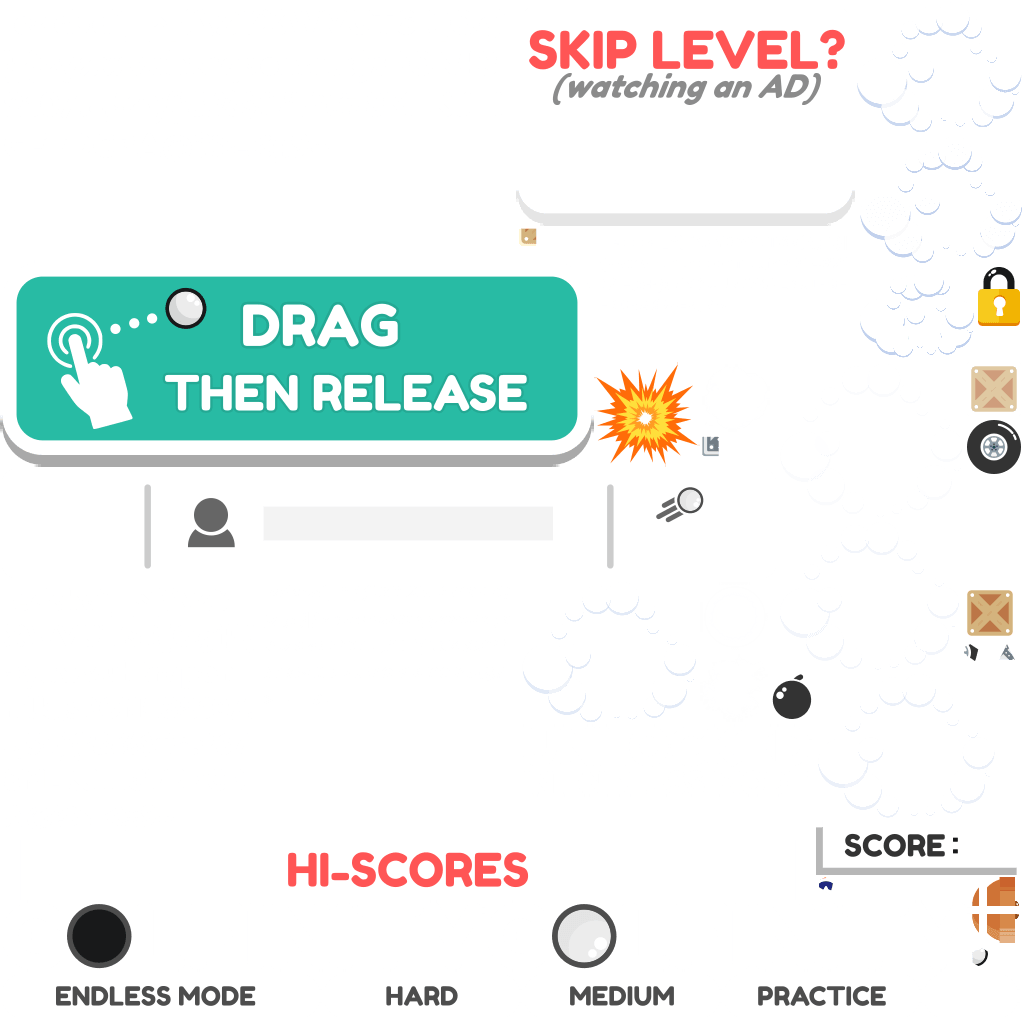 SKIP LEVEL?
(watching an AD)
DRAG
THEN RELEASE
SCORE :
HI-SCORES
ENDLESS MODE
HARD
MEDIUM
PRACTICE